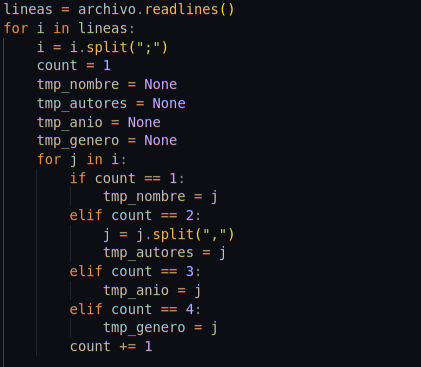 lineas = archivo.readlines()
for i in lineas:
    i = i.split(";")
    count = 1
    tmp_nombre = None
    tmp_autores = None
    tmp_anio = None
    tmp_genero = None
    for j in i:
        if count == 1:
            tmp_nombre = j
        elif count == 2:
            j = j.split(",")
            tmp_autores = j
        elif count == 3:
            tmp_anio = j
        elif count == 4:
            tmp_genero = j
        count += 1